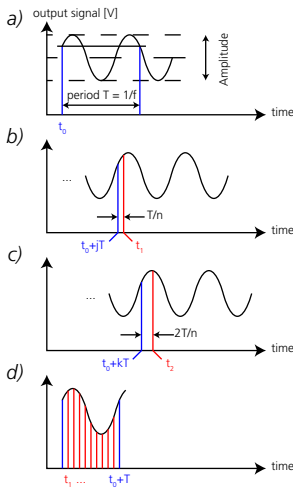 output signal [V]
a)
Amplitude
period T = 1/f
time
t₀
b)
...
T/n
time
t₀+jT
t₁
c)
...
2T/n
time
t₀+kT
t₂
d)
time
t₁ ...
t₀+T